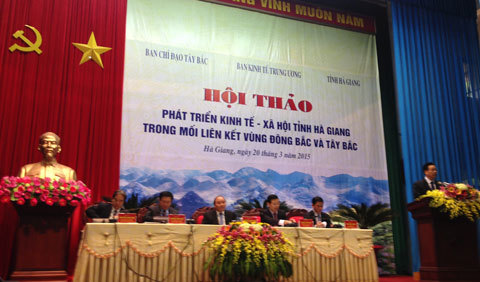 VINH MUÔN NĂM
BAN CHỈ ĐẠO TÂY BẮC
BAN KINH TẾ TRUNG ƯƠNG
TỈNH HÀ GIANG
HỘI THẢO
PHÁT TRIỂN KINH TẾ - XÃ HỘI TỈNH HÀ GIANG
TRONG MỐI LIÊN KẾT VÙNG ĐÔNG BẮC VÀ TÂY BẮC
Hà Giang, ngày 20 tháng 3 năm 2015